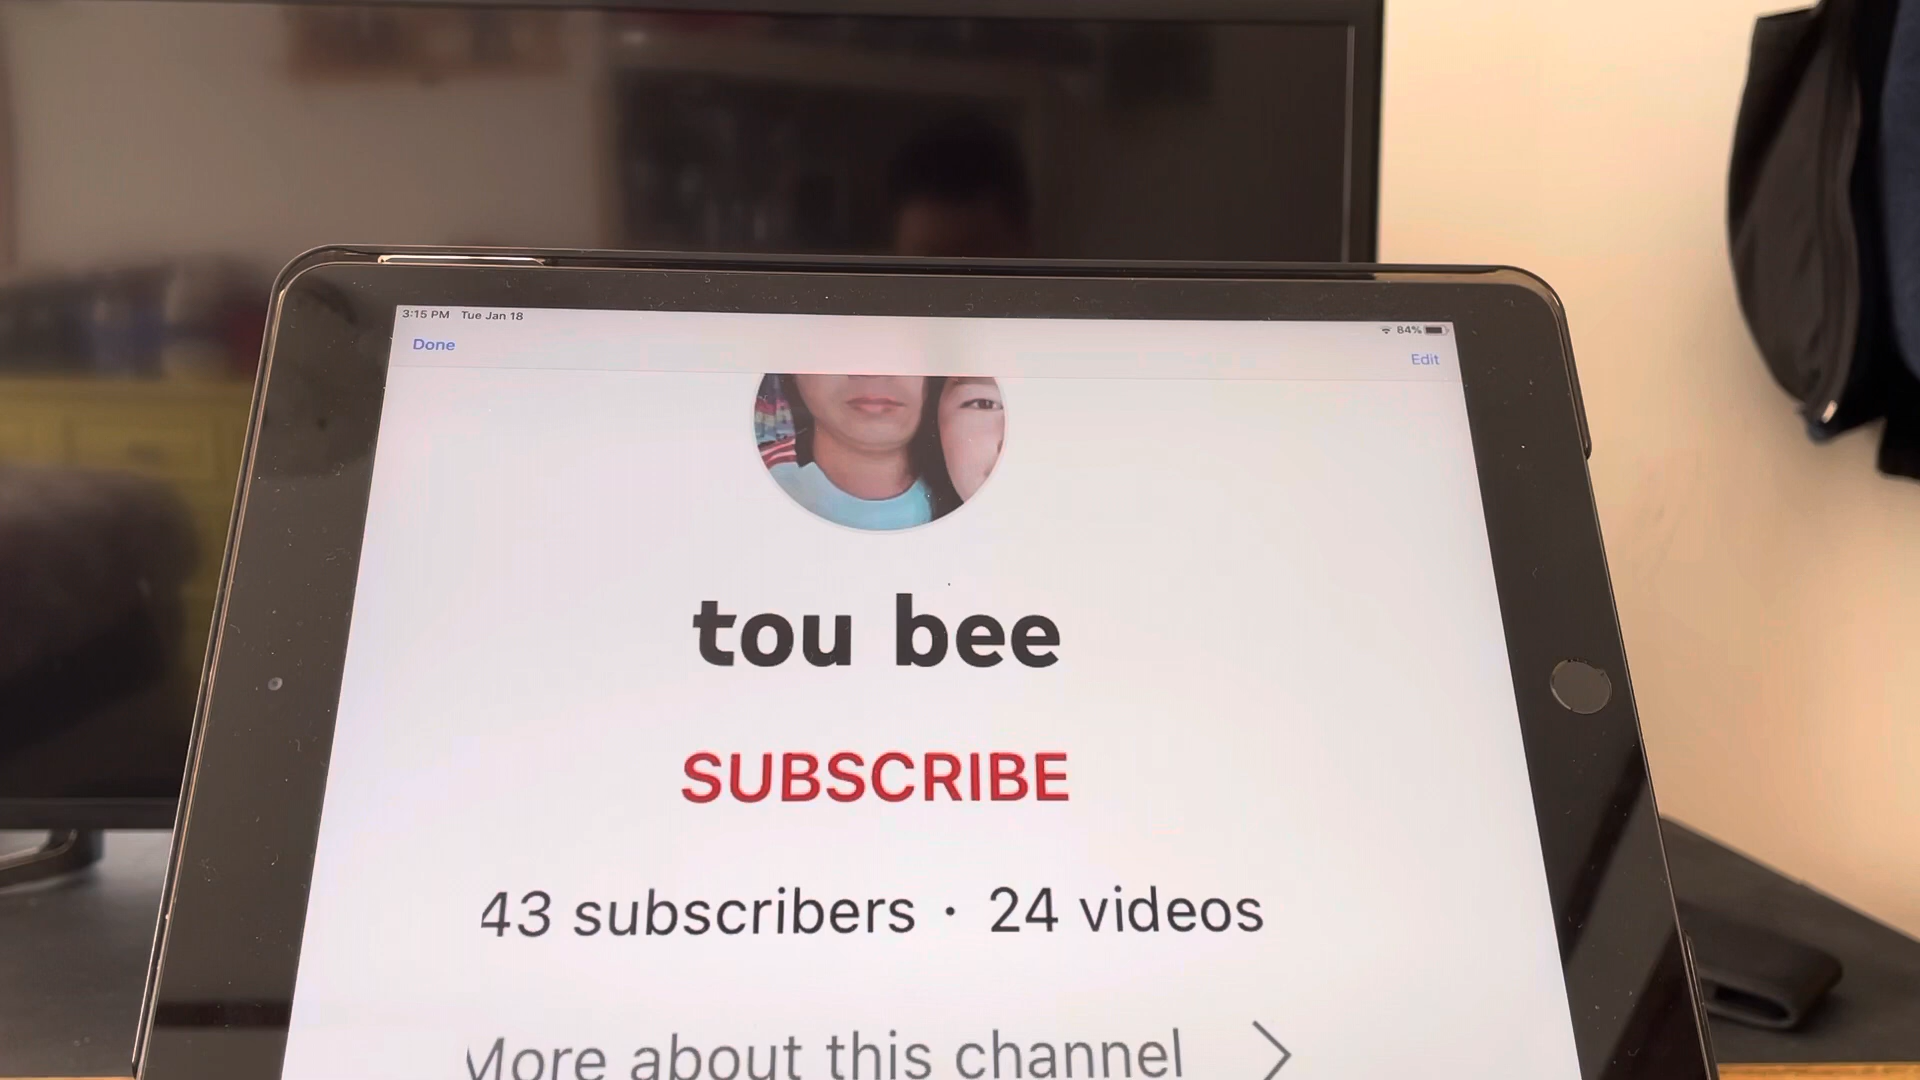 3:15 PM Tue Jan 18 84%
Done Edit
tou bee
SUBSCRIBE
43 subscribers · 24 videos
More about this channel